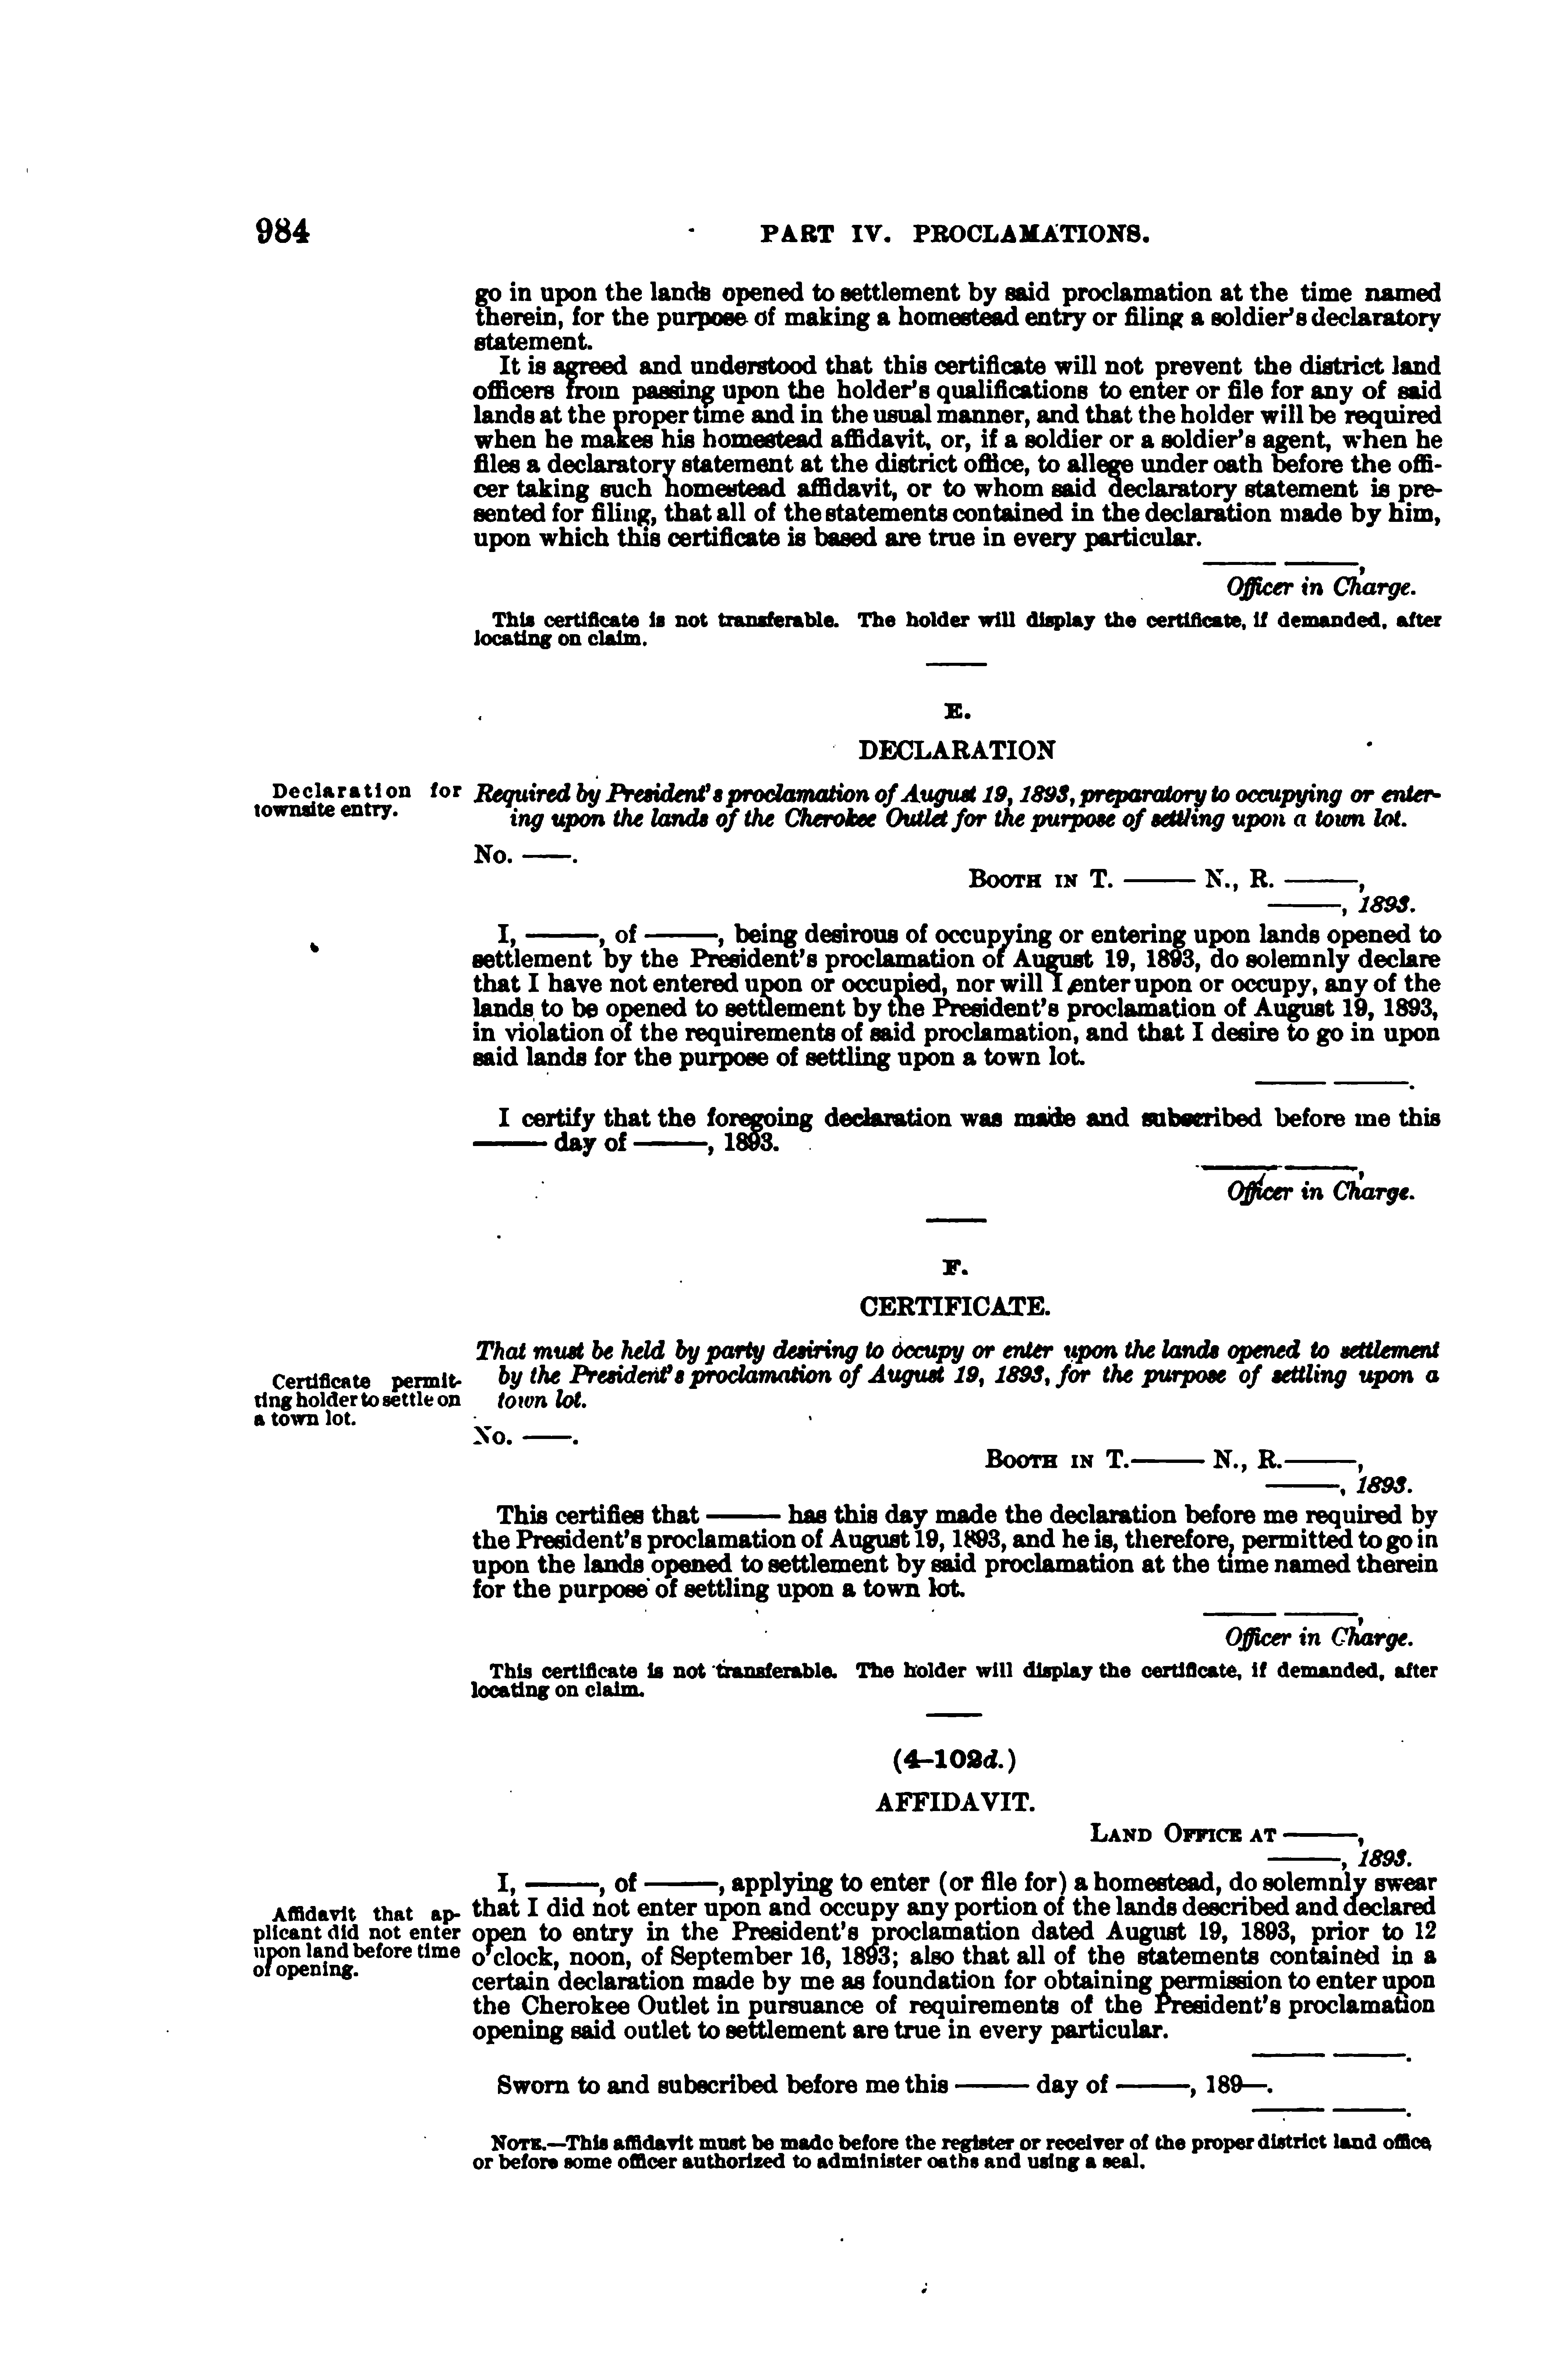 984
PART IV. PROCLAMATIONS.
go in upon the lands opened to settlement by said proclamation at the time named
therein, for the purpose of making a homestead entry or filing a soldier's declaratory
statement.
It is agreed and understood that this certificate will not prevent the district land
officers from passing upon the holder's qualifications to enter or file for any of said
lands at the proper time and in the usual manner, and that the holder will be required
when he makes his homestead affidavit, or, if a soldier or a soldier's agent, when he
files a declaratory statement at the district office, to allege under oath before the offi-
cer taking such homestead affidavit, or to whom said declaratory statement is pre-
sented for filing, that all of the statements contained in the declaration made by him,
upon which this certificate is based are true in every particular.
——— ———,
Officer in Charge.
This certificate is not transferable. The holder will display the certificate, if demanded, after
locating on claim.
E.
DECLARATION
Declaration for
townsite entry.
Required by President's proclamation of August 19, 1893, preparatory to occupying or enter-
ing upon the lands of the Cherokee Outlet for the purpose of settling upon a town lot.
No. ——.
BOOTH IN T. ——— N., R. ———,
———, 1893.
I, ———, of ———, being desirous of occupying or entering upon lands opened to
settlement by the President's proclamation of August 19, 1893, do solemnly declare
that I have not entered upon or occupied, nor will I enter upon or occupy, any of the
lands to be opened to settlement by the President's proclamation of August 19, 1893,
in violation of the requirements of said proclamation, and that I desire to go in upon
said lands for the purpose of settling upon a town lot.
——— ———.
I certify that the foregoing declaration was made and subscribed before me this
——— day of ———, 1893.
——— ———,
Officer in Charge.
F.
CERTIFICATE.
That must be held by party desiring to occupy or enter upon the lands opened to settlement
by the President's proclamation of August 19, 1893, for the purpose of settling upon a
town lot.
Certificate permit-
ting holder to settle on
a town lot.
No. ——.
BOOTH IN T.——— N., R.———,
———, 1893.
This certifies that ——— has this day made the declaration before me required by
the President's proclamation of August 19, 1893, and he is, therefore, permitted to go in
upon the lands opened to settlement by said proclamation at the time named therein
for the purpose of settling upon a town lot.
——— ———,
Officer in Charge.
This certificate is not transferable. The holder will display the certificate, if demanded, after
locating on claim.
(4–102d.)
AFFIDAVIT.
LAND OFFICE AT ———,
———, 1893.
I, ———, of ———, applying to enter (or file for) a homestead, do solemnly swear
that I did not enter upon and occupy any portion of the lands described and declared
open to entry in the President's proclamation dated August 19, 1893, prior to 12
o'clock, noon, of September 16, 1893; also that all of the statements contained in a
certain declaration made by me as foundation for obtaining permission to enter upon
the Cherokee Outlet in pursuance of requirements of the President's proclamation
opening said outlet to settlement are true in every particular.
Affidavit that ap-
plicant did not enter
upon land before time
of opening.
——— ———.
Sworn to and subscribed before me this ——— day of ———, 189—.
——— ———.
NOTE.—This affidavit must be made before the register or receiver of the proper district land office,
or before some officer authorized to administer oaths and using a seal.